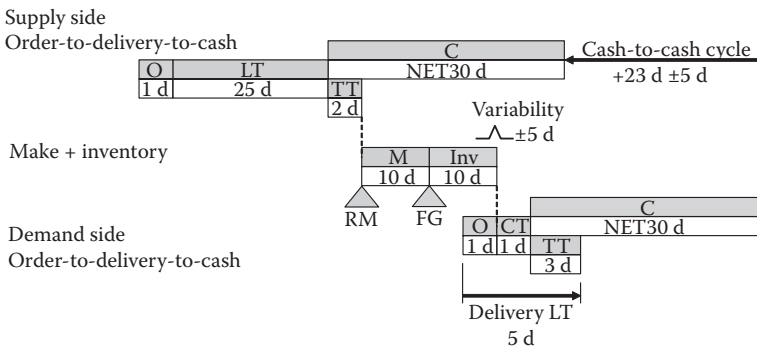 Supply side
Order-to-delivery-to-cash
C
Cash-to-cash cycle
O
LT
NET30 d
+23 d ±5 d
1 d
25 d
TT
2 d
Variability
±5 d
Make + inventory
M
Inv
10 d
10 d
C
RM
FG
O
CT
NET30 d
Demand side
Order-to-delivery-to-cash
1 d
1 d
TT
3 d
Delivery LT
5 d